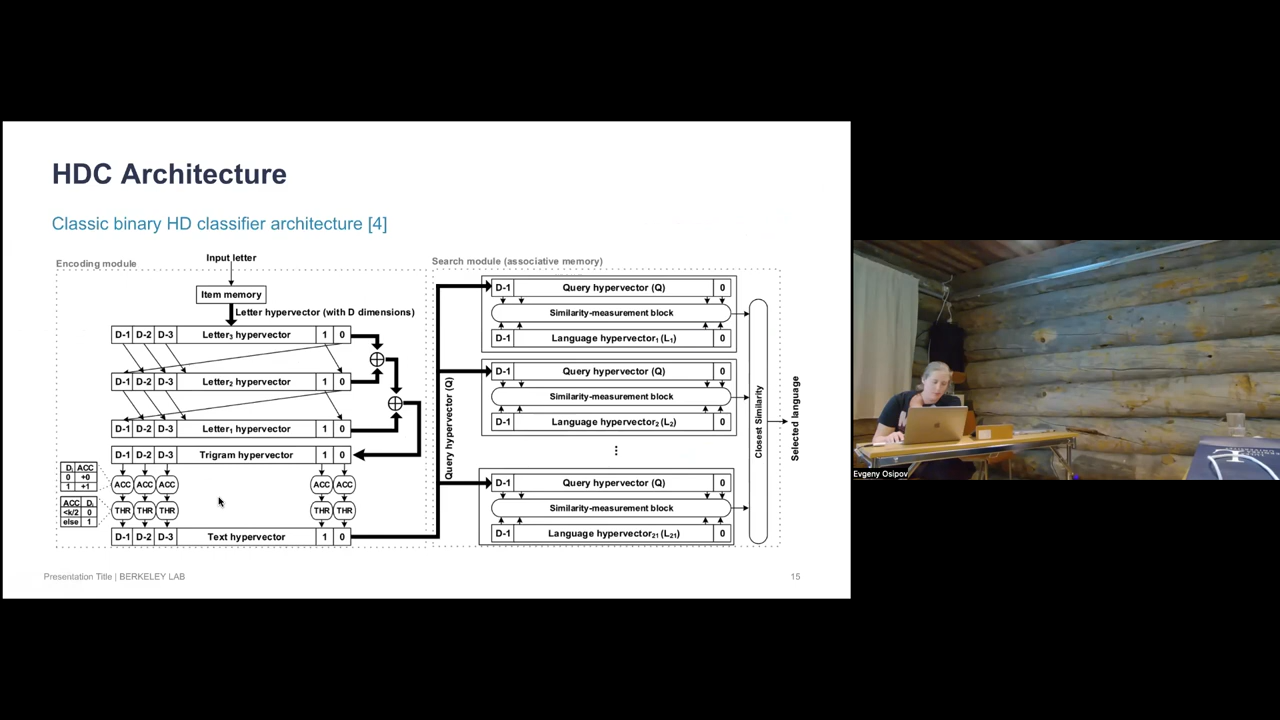 HDC Architecture
Classic binary HD classifier architecture [4]
Encoding module
Input letter
Item memory
Letter hypervector (with D dimensions)
D-1 D-2 D-3 Letter3 hypervector 1 0
D-1 D-2 D-3 Letter2 hypervector 1 0
D-1 D-2 D-3 Letter1 hypervector 1 0
D-1 D-2 D-3 Trigram hypervector 1 0
Di ACC
0 +0
1 +1
ACC ACC ACC ACC ACC
ACC Di
<k/2 0
else 1
THR THR THR THR THR
D-1 D-2 D-3 Text hypervector 1 0
Query hypervector (Q)
Search module (associative memory)
D-1 Query hypervector (Q) 0
Similarity-measurement block
D-1 Language hypervector1 (L1) 0
D-1 Query hypervector (Q) 0
Similarity-measurement block
D-1 Language hypervector2 (L2) 0
⋮
D-1 Query hypervector (Q) 0
Similarity-measurement block
D-1 Language hypervector21 (L21) 0
Closest Similarity
Selected language
Presentation Title | BERKELEY LAB
15
Evgeny Osipov